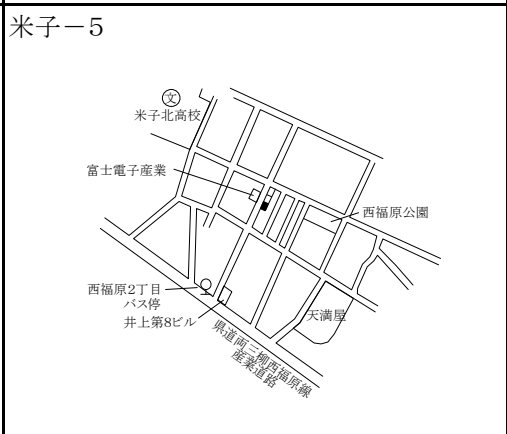 米子－5
文
米子北高校
富士電子産業
西福原公園
西福原2丁目
バス停
井上第8ビル
天満屋
県道両三柳西福原線
産業道路